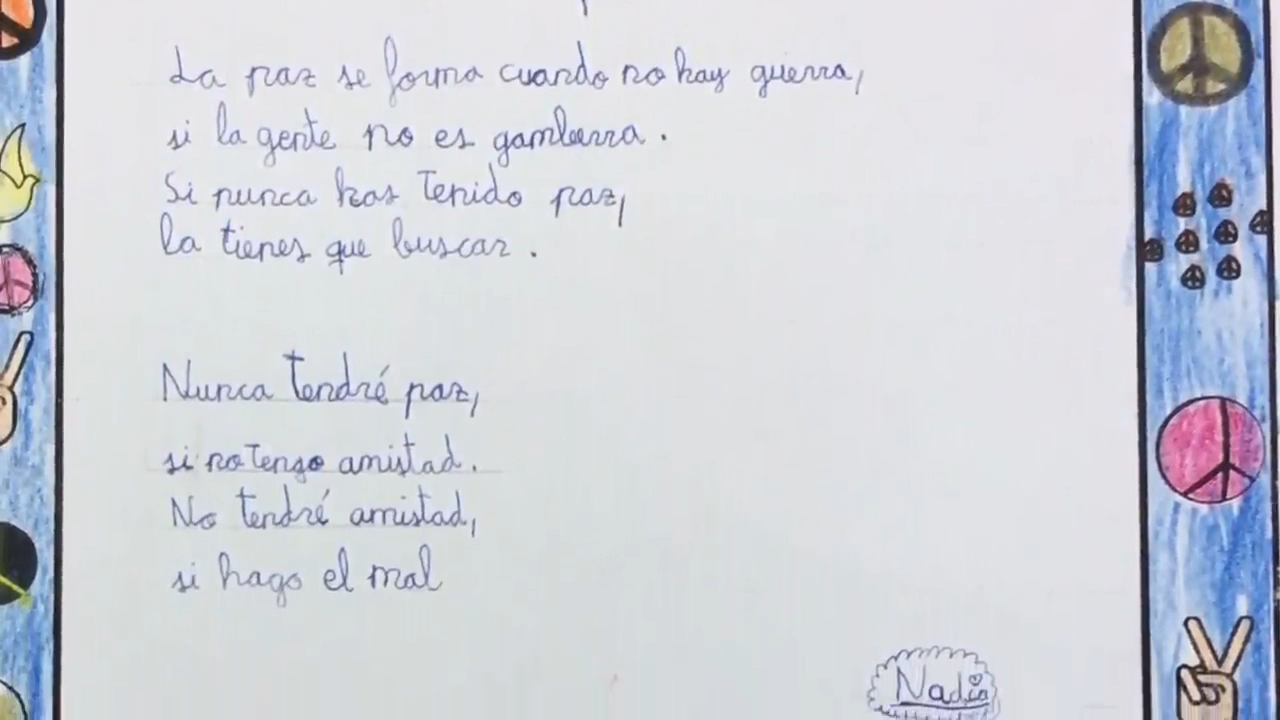 La paz se forma cuando no hay guerra,
si la gente no es gamberra.
Si nunca has tenido paz,
la tienes que buscar.
Nunca tendré paz,
si no tengo amistad.
No tendré amistad,
si hago el mal
Nadia